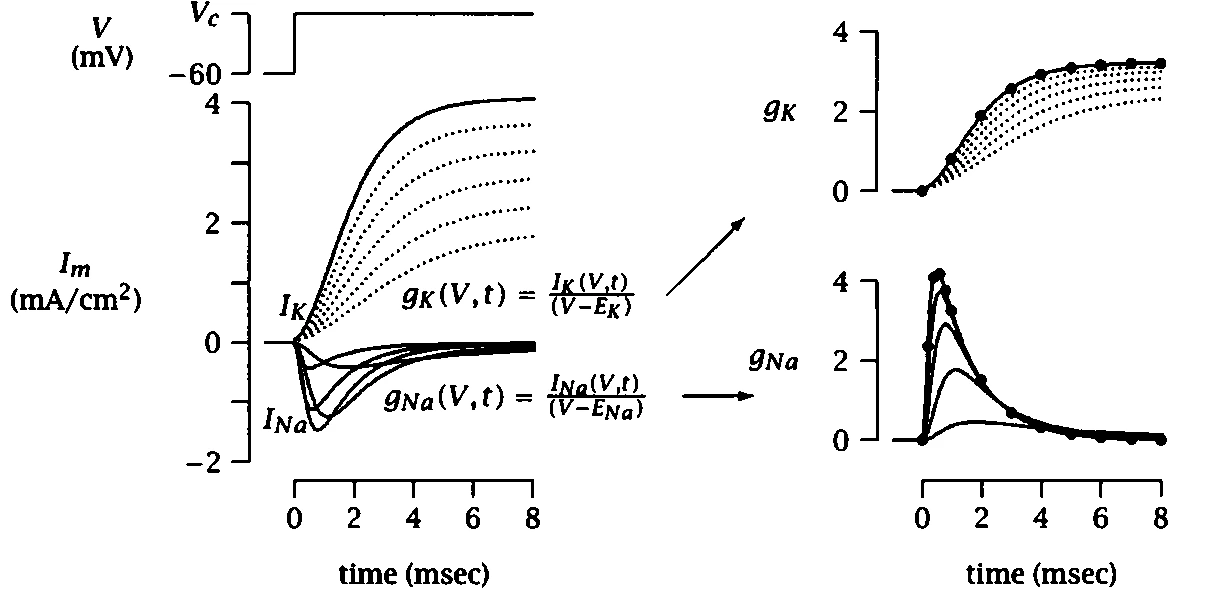 V
(mV)
V_c
−60
4
2
0
−2
I_m
(mA/cm²)
I_K
g_K(V,t) = I_K(V,t)/(V−E_K)
I_Na
g_Na(V,t) = I_Na(V,t)/(V−E_Na)
0 2 4 6 8
time (msec)
4
g_K
2
0
4
g_Na
2
0
0 2 4 6 8
time (msec)